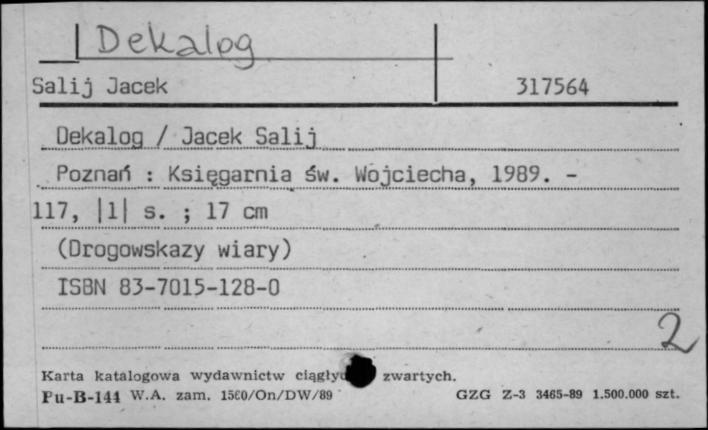 Dekalog
Salij Jacek 317564
Dekalog / Jacek Salij
Poznań : Księgarnia św. Wojciecha, 1989. -
117, |1| s. ; 17 cm
(Drogowskazy wiary)
ISBN 83-7015-128-0
2
Karta katalogowa wydawnictw zwartych.
Pu-B-144 W.A. zam. 1560/On/DW/89 GZG Z-3 3465-89 1.500.000 szt.